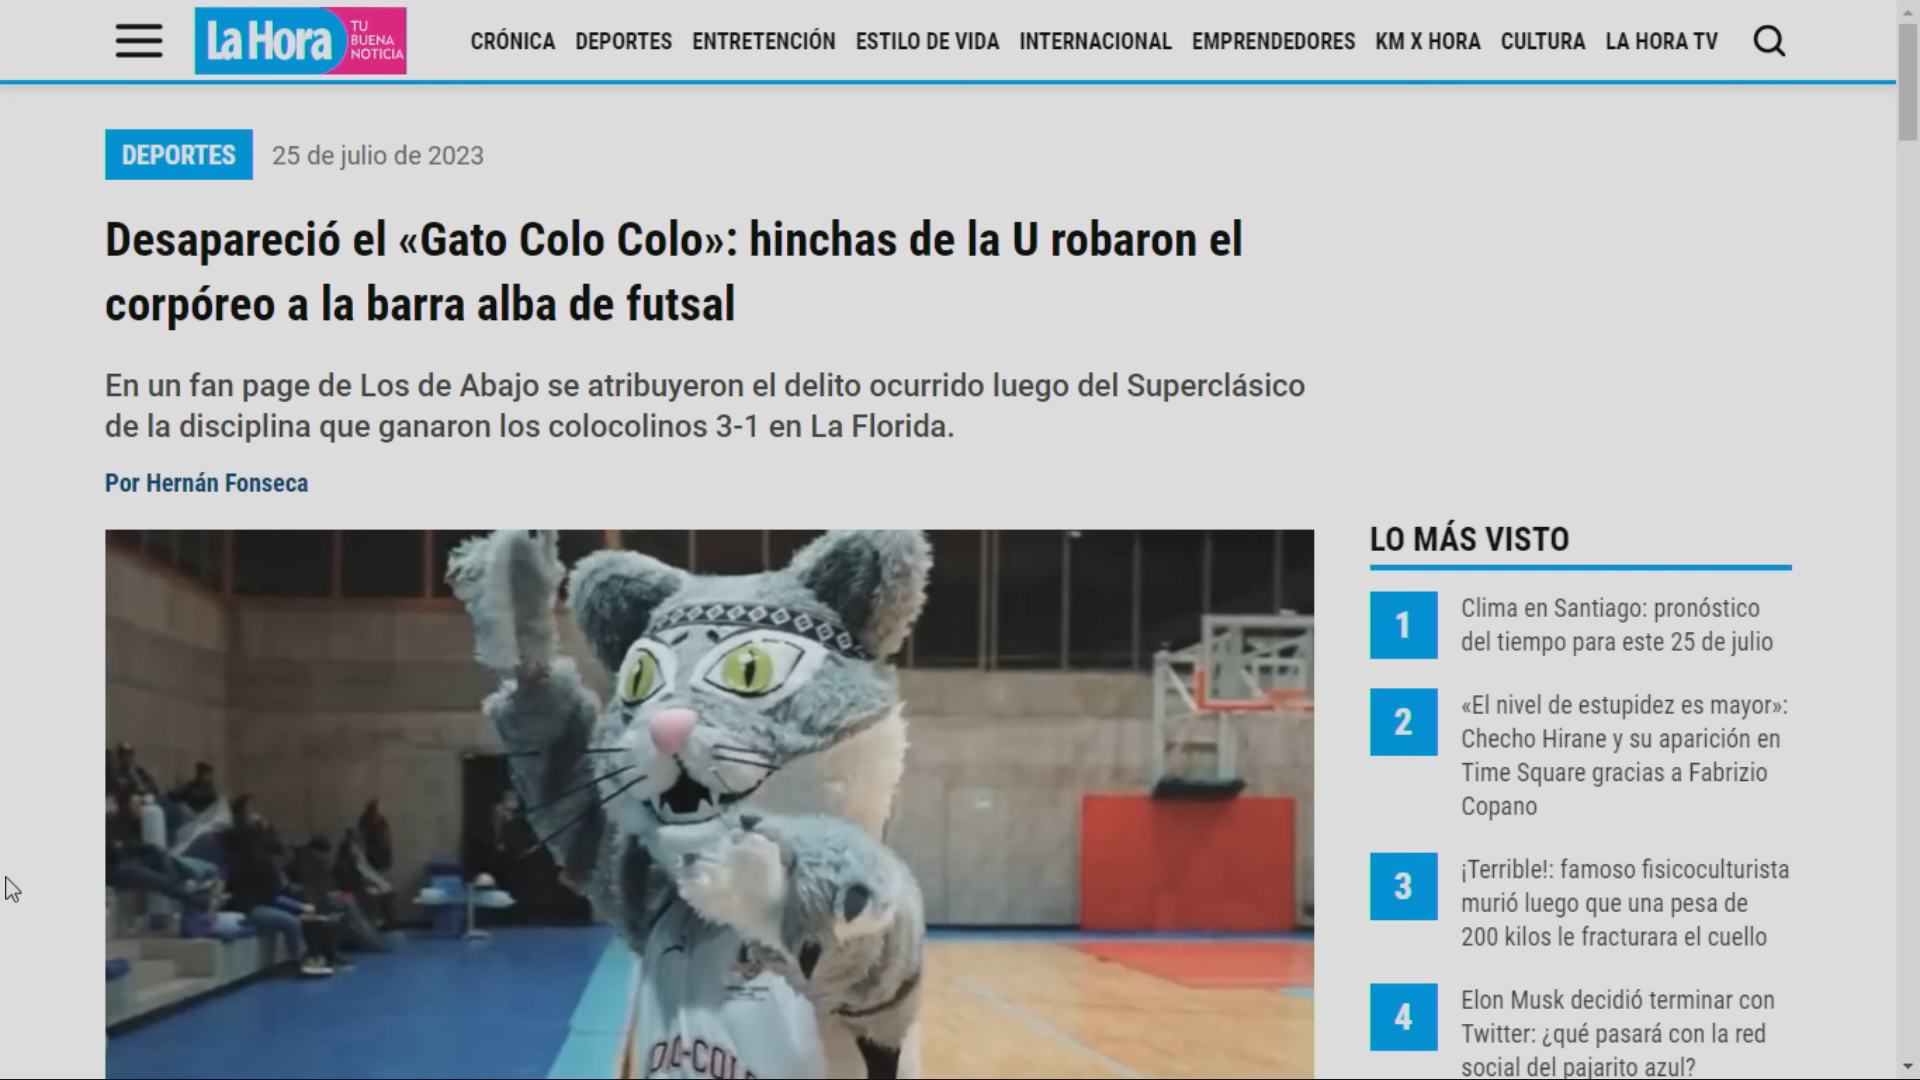 La Hora
TU
BUENA
NOTICIA
CRÓNICA DEPORTES ENTRETENCIÓN ESTILO DE VIDA INTERNACIONAL EMPRENDEDORES KM X HORA CULTURA LA HORA TV
DEPORTES 25 de julio de 2023
Desapareció el «Gato Colo Colo»: hinchas de la U robaron el
corpóreo a la barra alba de futsal
En un fan page de Los de Abajo se atribuyeron el delito ocurrido luego del Superclásico
de la disciplina que ganaron los colocolinos 3-1 en La Florida.
Por Hernán Fonseca
LO MÁS VISTO
1 Clima en Santiago: pronóstico
del tiempo para este 25 de julio
2 «El nivel de estupidez es mayor»:
Checho Hirane y su aparición en
Time Square gracias a Fabrizio
Copano
3 ¡Terrible!: famoso fisicoculturista
murió luego que una pesa de
200 kilos le fracturara el cuello
4 Elon Musk decidió terminar con
Twitter: ¿qué pasará con la red
social del pajarito azul?